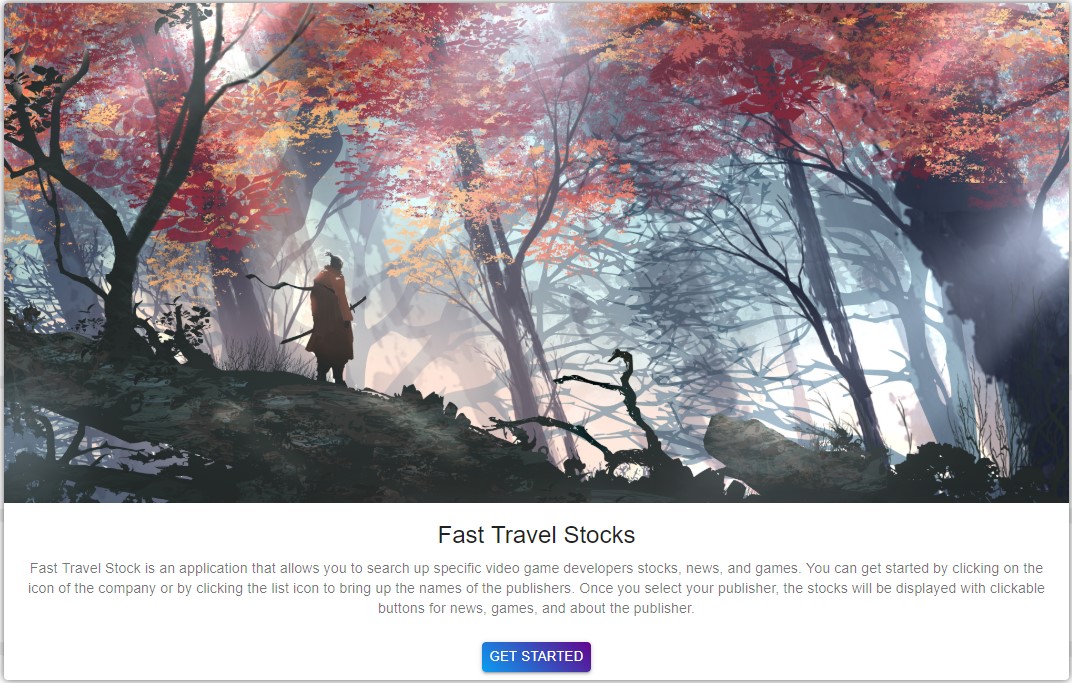 Fast Travel Stocks
Fast Travel Stock is an application that allows you to search up specific video game developers stocks, news, and games. You can get started by clicking on the
icon of the company or by clicking the list icon to bring up the names of the publishers. Once you select your publisher, the stocks will be displayed with clickable
buttons for news, games, and about the publisher.
GET STARTED